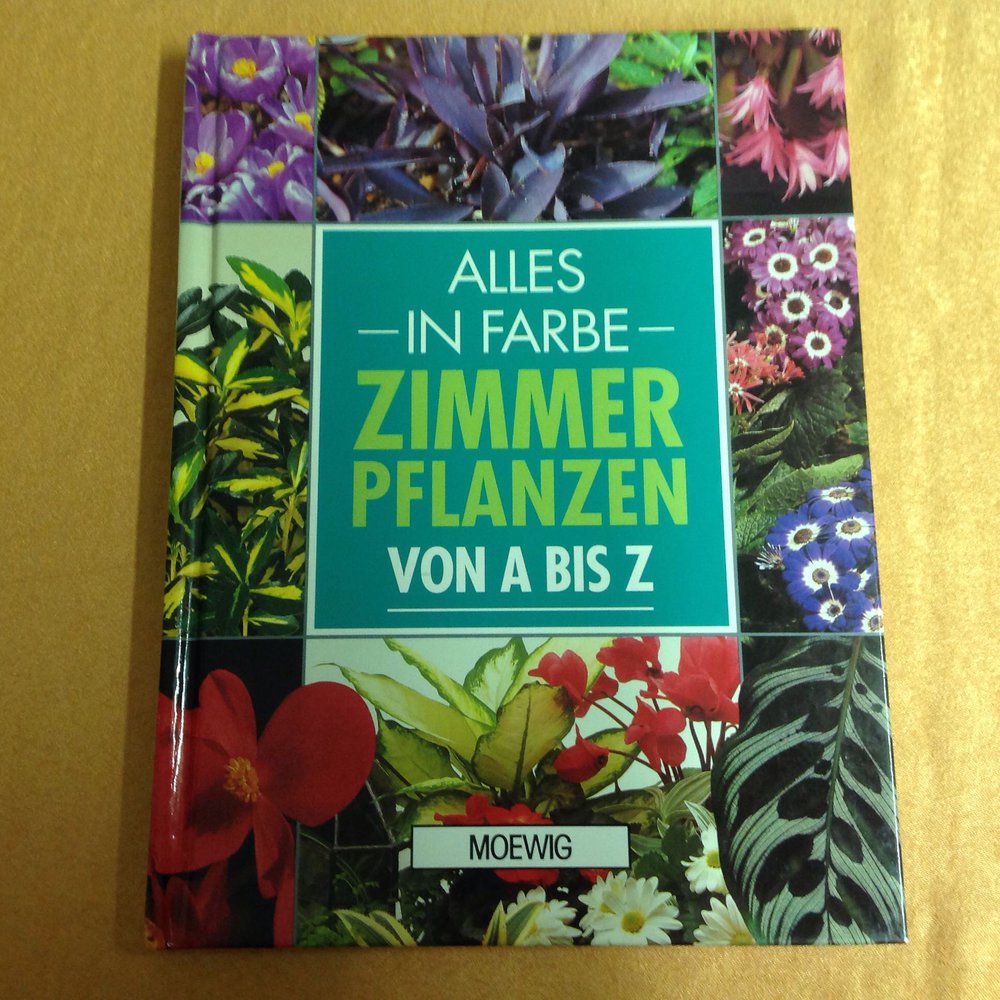 ALLES
IN FARBE
ZIMMER
PFLANZEN
VON A BIS Z
MOEWIG